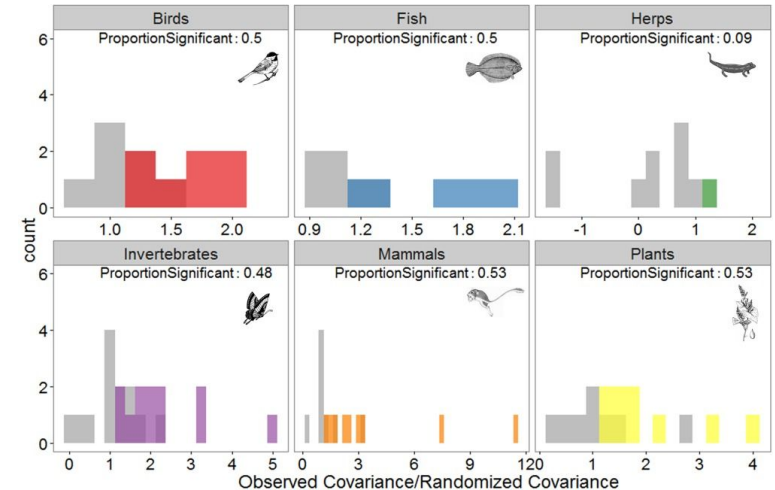 Birds
Fish
Herps
ProportionSignificant: 0.5
ProportionSignificant: 0.5
ProportionSignificant: 0.09
6
4
2
0
1.0 1.5 2.0
0.9 1.2 1.5 1.8 2.1
-1 0 1 2
count
Invertebrates
Mammals
Plants
ProportionSignificant: 0.48
ProportionSignificant: 0.53
ProportionSignificant: 0.53
6
4
2
0
0 1 2 3 4 5
0 3 6 9 12
0 1 2 3 4
Observed Covariance/Randomized Covariance